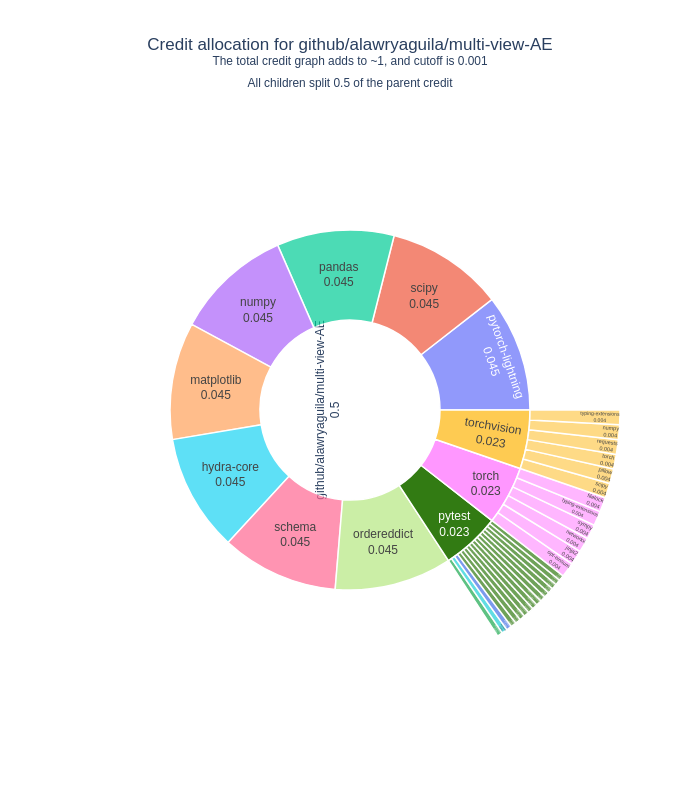 Credit allocation for github/alawryaguila/multi-view-AE
The total credit graph adds to ~1, and cutoff is 0.001
All children split 0.5 of the parent credit
github/alawryaguila/multi-view-AE
0.5
pytorch-lightning
0.045
scipy
0.045
pandas
0.045
numpy
0.045
matplotlib
0.045
hydra-core
0.045
schema
0.045
ordereddict
0.045
pytest
0.023
torch
0.023
torchvision
0.023
typing-extensions
0.004
numpy
0.004
requests
0.004
torch
0.004
pillow
0.004
scipy
0.004
filelock
0.004
typing-extensions
0.004
sympy
0.004
networkx
0.004
jinja2
0.004
opt-einsum
0.004